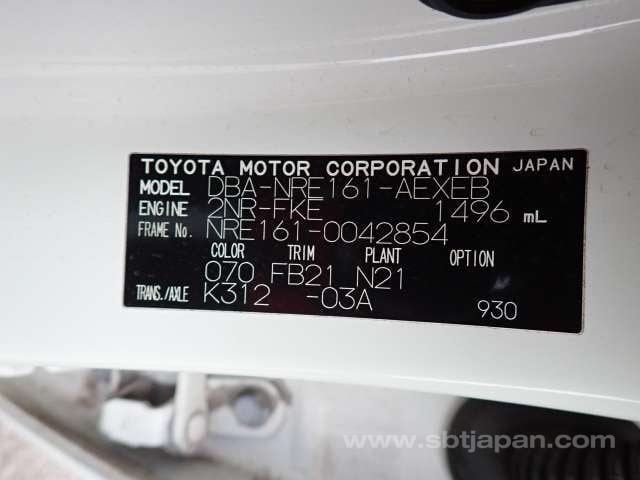 TOYOTA MOTOR CORPORATION JAPAN
MODEL DBA-NRE161-AEXEB
ENGINE 2NR-FKE 1496 mL
FRAME No. NRE161-0042854
COLOR TRIM PLANT OPTION
070 FB21 N21
TRANS./AXLE K312 -03A 930
www.sbtjapan.com